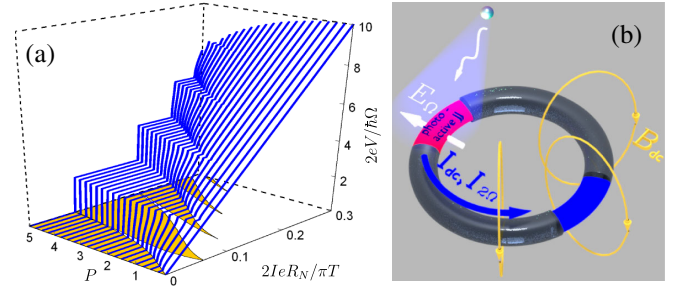 (a)
10
8
6
4
2
2eV/ℏΩ
0.3
0.2
0.1
0
2IeR_N/πT
5
4
3
2
1
P
(b)
E_Ω
photo
active JJ
I_dc, I_2Ω
B_dc